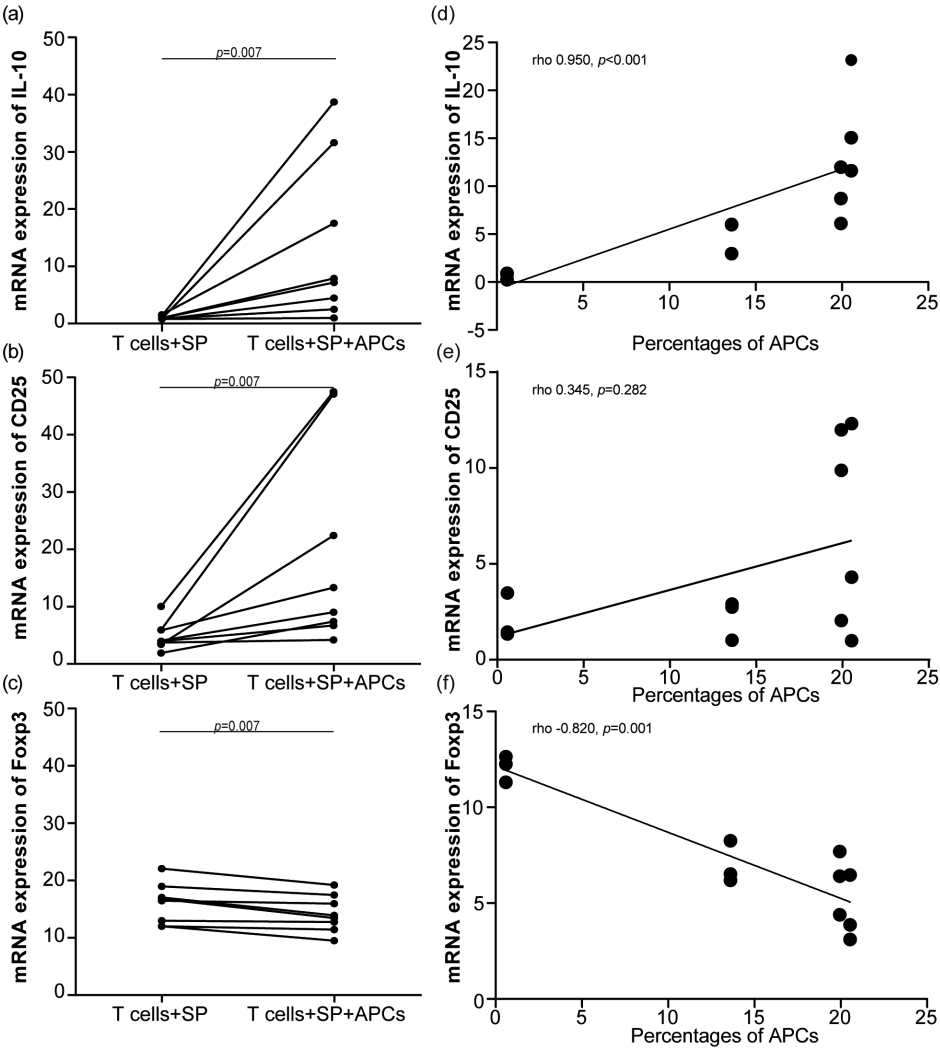 (a)
mRNA expression of IL-10
50
40
30
20
10
0
p=0.007
T cells+SP
T cells+SP+APCs
(d)
mRNA expression of IL-10
25
20
15
10
5
0
-5
rho 0.950, p<0.001
5
10
15
20
25
Percentages of APCs
(b)
mRNA expression of CD25
50
40
30
20
10
0
p=0.007
T cells+SP
T cells+SP+APCs
(e)
mRNA expression of CD25
15
10
5
0
rho 0.345, p=0.282
0
5
10
15
20
25
Percentages of APCs
(c)
mRNA expression of Foxp3
50
40
30
20
10
0
p=0.007
T cells+SP
T cells+SP+APCs
(f)
mRNA expression of Foxp3
15
10
5
0
rho -0.820, p=0.001
0
5
10
15
20
25
Percentages of APCs